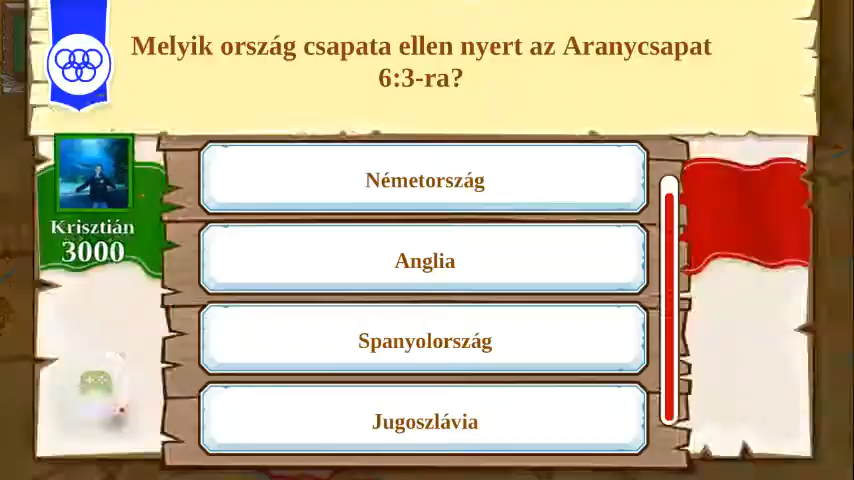 Melyik ország csapata ellen nyert az Aranycsapat
6:3-ra?
Németország
Anglia
Krisztián
3000
Spanyolország
Jugoszlávia